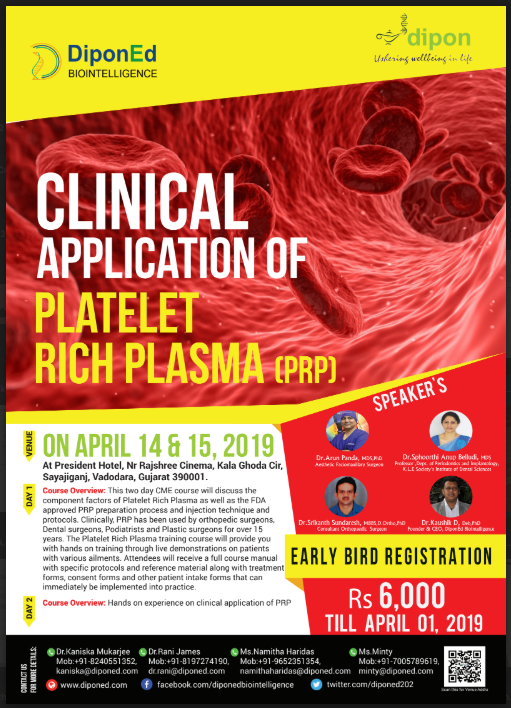 DiponEd
BIOINTELLIGENCE
dipon
Ushering wellbeing in life
CLINICAL
APPLICATION OF
PLATELET
RICH PLASMA (PRP)
SPEAKER'S
Dr.Arun Panda, MDS,PhD
Aesthetic Faciomaxillary Surgeon
Dr.Sphoorthi Anup Belludi, MDS
Professor ,Dept. of Periodontics and Implantology,
K.L.E Society's Institute of Dental Sciences
Dr.Srikanth Sundaresh, MBBS,D.Ortho,PhD
Consultant Orthopaedic Surgeon
Dr.Kaushik D,
Founder & CEO, DiponEd BioIntelligence
VENUE
ON APRIL 14 & 15, 2019
At President Hotel, Nr Rajshree Cinema, Kala Ghoda Cir,
Sayajiganj, Vadodara, Gujarat 390001.
DAY 1
Course Overview: This two day CME course will discuss the
component factors of Platelet Rich Plasma as well as the FDA
approved PRP preparation process and injection technique and
protocols. Clinically, PRP has been used by orthopedic surgeons,
Dental surgeons, Podiatrists and Plastic surgeons for over 15
years. The Platelet Rich Plasma training course will provide you
with hands on training through live demonstrations on patients
with various ailments. Attendees will receive a full course manual
with specific protocols and reference material along with treatment
forms, consent forms and other patient intake forms that can
immediately be implemented into practice.
DAY 2
Course Overview: Hands on experience on clinical application of PRP
EARLY BIRD REGISTRATION
Rs 6,000
TILL APRIL 01, 2019
CONTACT US
FOR MORE DETAILS:
Dr.Kaniska Mukarjee
Mob:+91-8240551352,
kaniska@diponed.com
Dr.Rani James
Mob:+91-8197274190,
dr.rani@diponed.com
Ms.Namitha Haridas
Mob:+91-9652351354,
namithaharidas@diponed.com
Ms.Minty
Mob:+91-7005789619,
minty@diponed.com
www.diponed.com
facebook.com/diponedbiointelligence
twitter.com/diponed202
Scan this for Venue Address